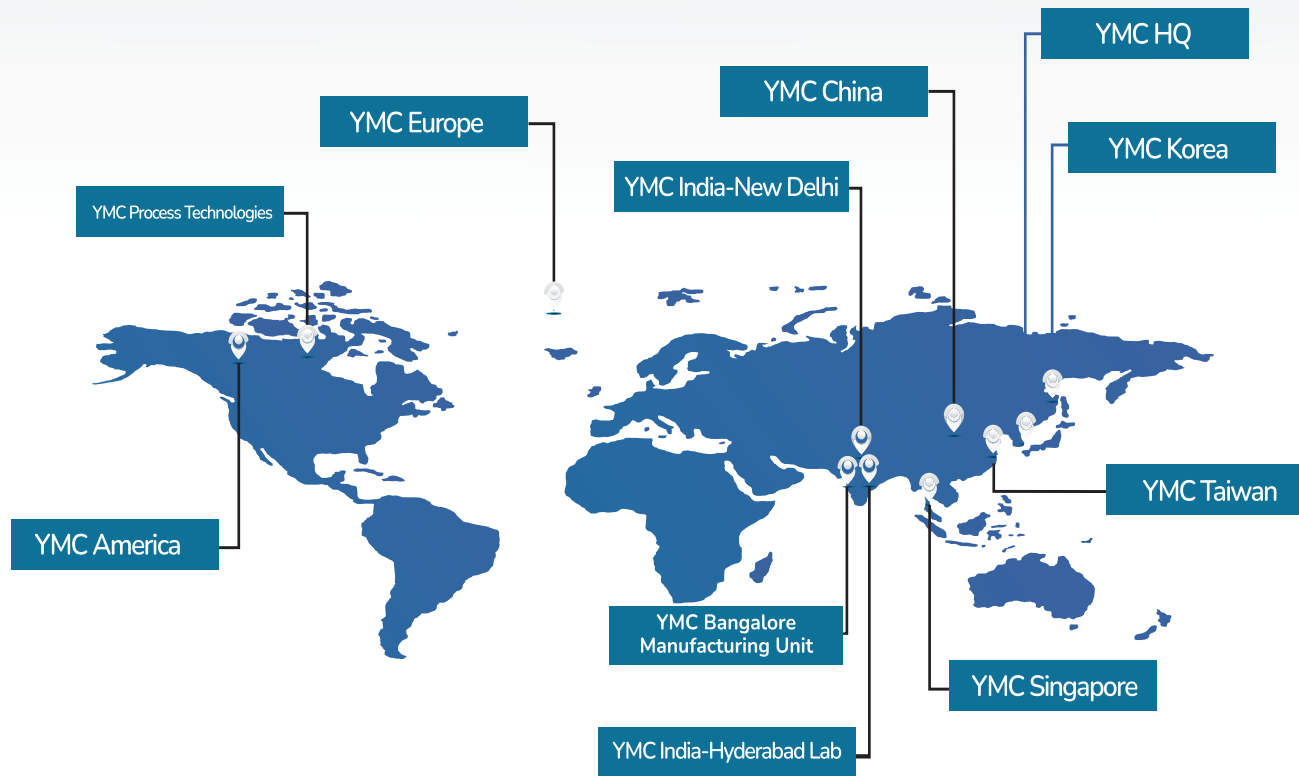 YMC HQ
YMC China
YMC Europe
YMC Korea
YMC India-New Delhi
YMC Process Technologies
YMC Taiwan
YMC America
YMC Bangalore
Manufacturing Unit
YMC Singapore
YMC India-Hyderabad Lab